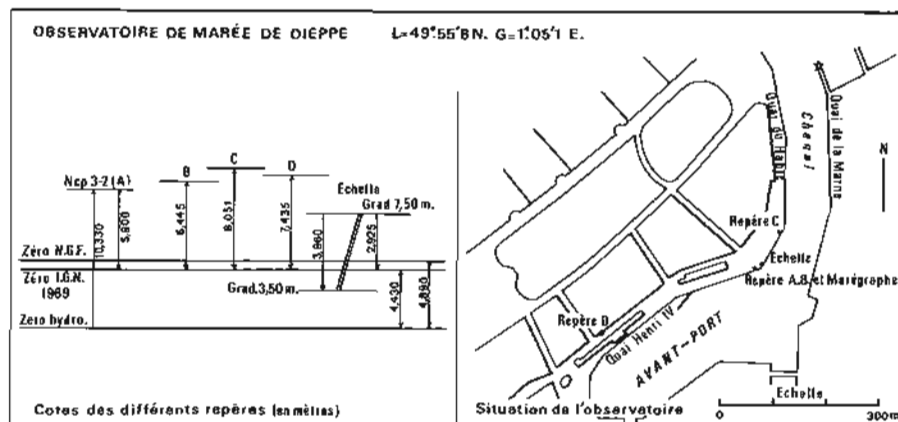 OBSERVATOIRE DE MARÉE DE DIEPPE L=49°55'8N. G=1°05'1 E.
Ncp 3-2 (A)
B
C
D
Échelle
Grad 7,50 m.
10,330
5,900
6,445
8,051
7,435
3,960
2,925
Zéro N.G.F.
Zéro I.G.N.
1969
Grad.3,50 m.
4,430
4,890
Zero hydro.
Cotes des différents repères (en mètres)
Quai du Hable
Chenal
Quai de la Marne
N
Repère C
Echelle
Repère A.B. et Marégraphe
Repère D
Quai Henri IV
AVANT-PORT
Situation de l'observatoire
Echelle
0
300m